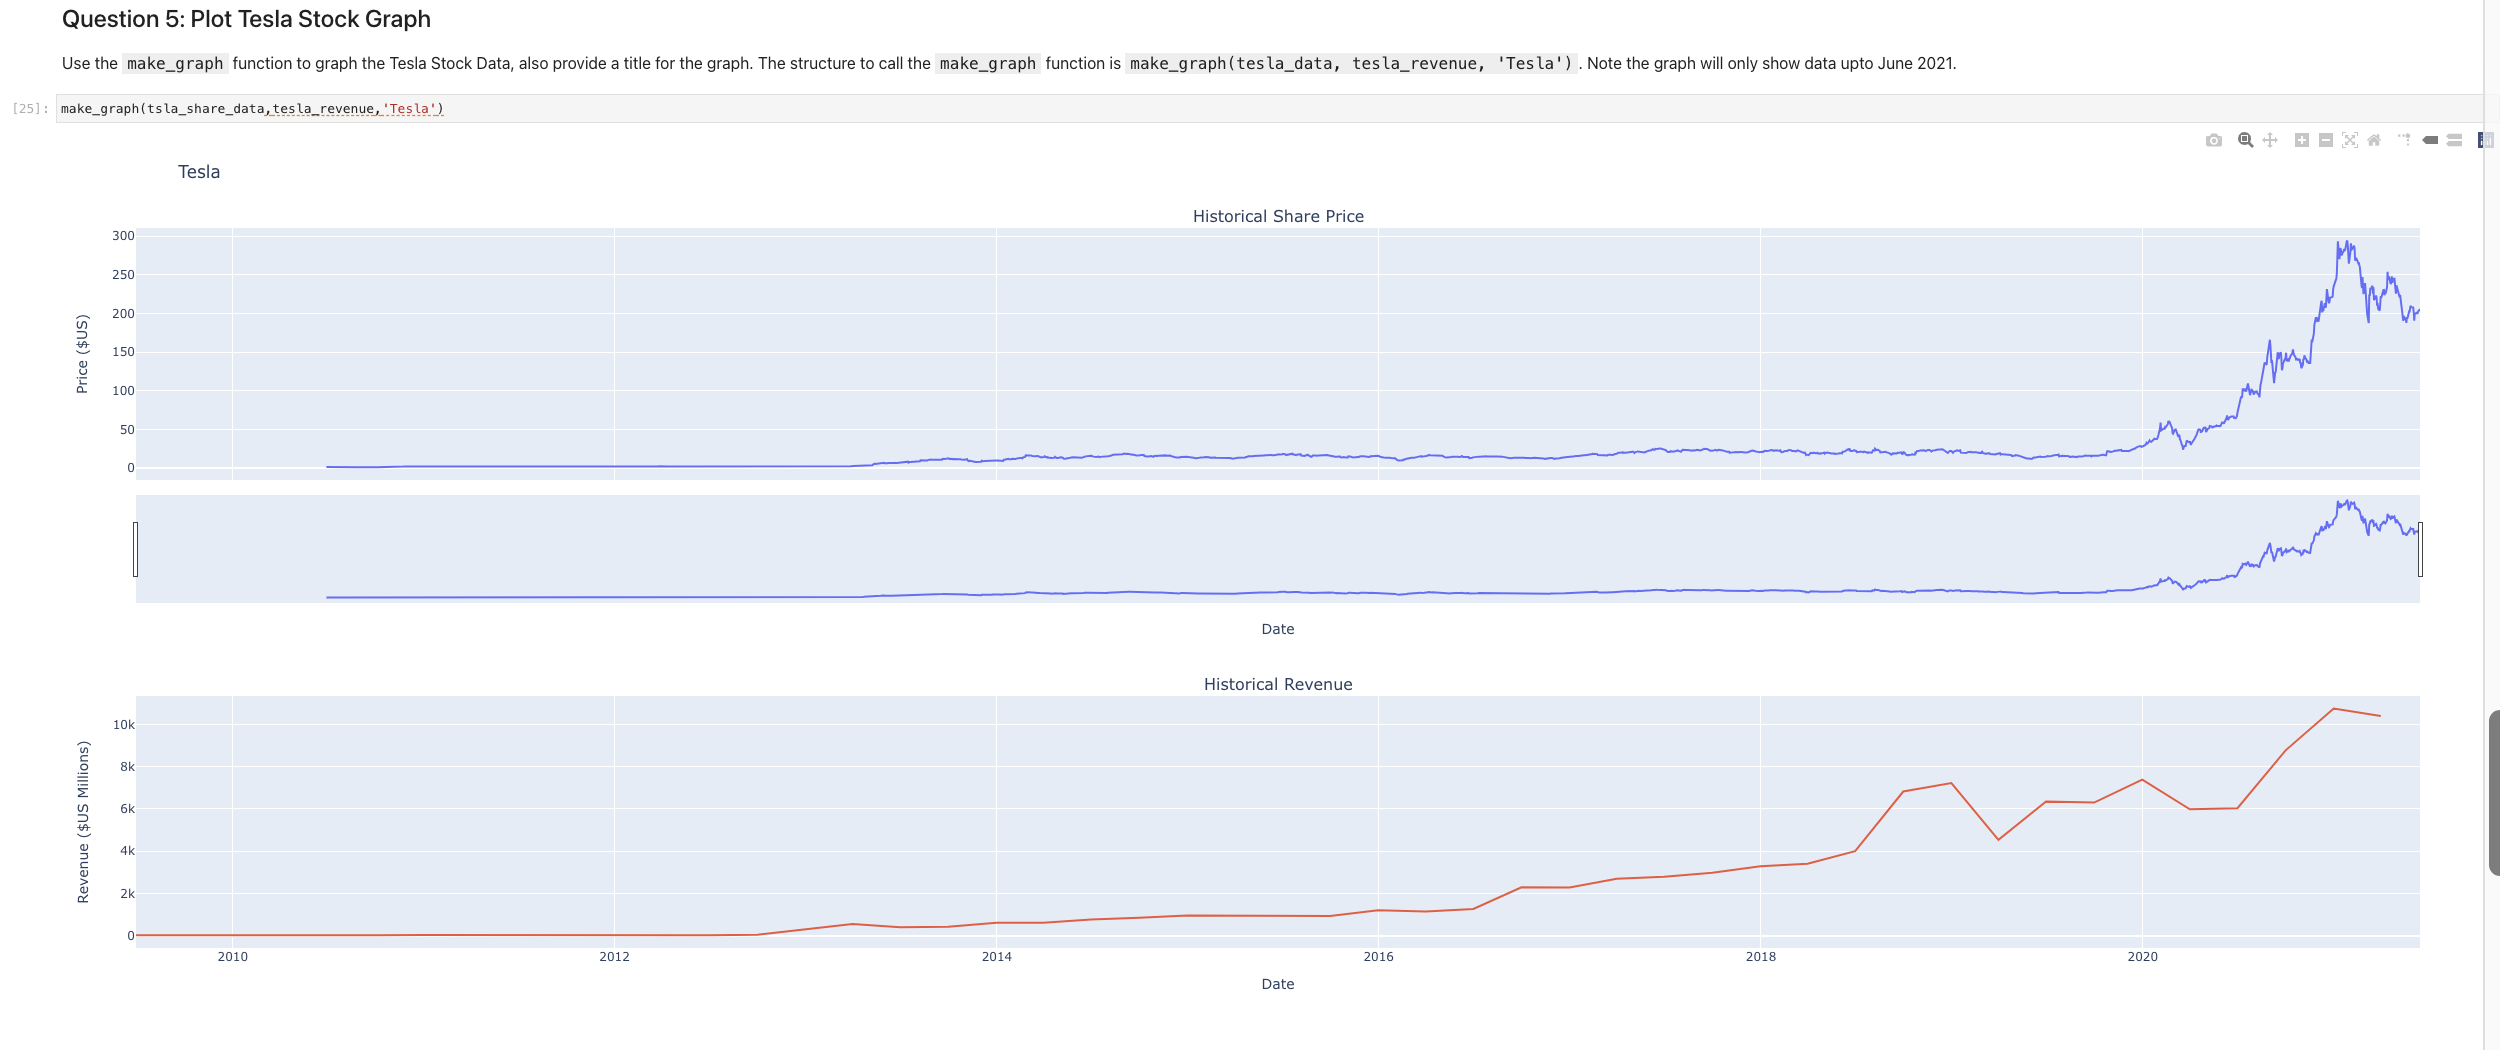 Question 5: Plot Tesla Stock Graph
Use the make_graph function to graph the Tesla Stock Data, also provide a title for the graph. The structure to call the make_graph function is make_graph(tesla_data, tesla_revenue, 'Tesla'). Note the graph will only show data upto June 2021.
[25]: make_graph(tsla_share_data,tesla_revenue,'Tesla')
Tesla
Historical Share Price
300
250
200
150
100
50
0
Price ($US)
Date
Historical Revenue
10k
8k
6k
4k
2k
0
Revenue ($US Millions)
2010 2012 2014 2016 2018 2020
Date